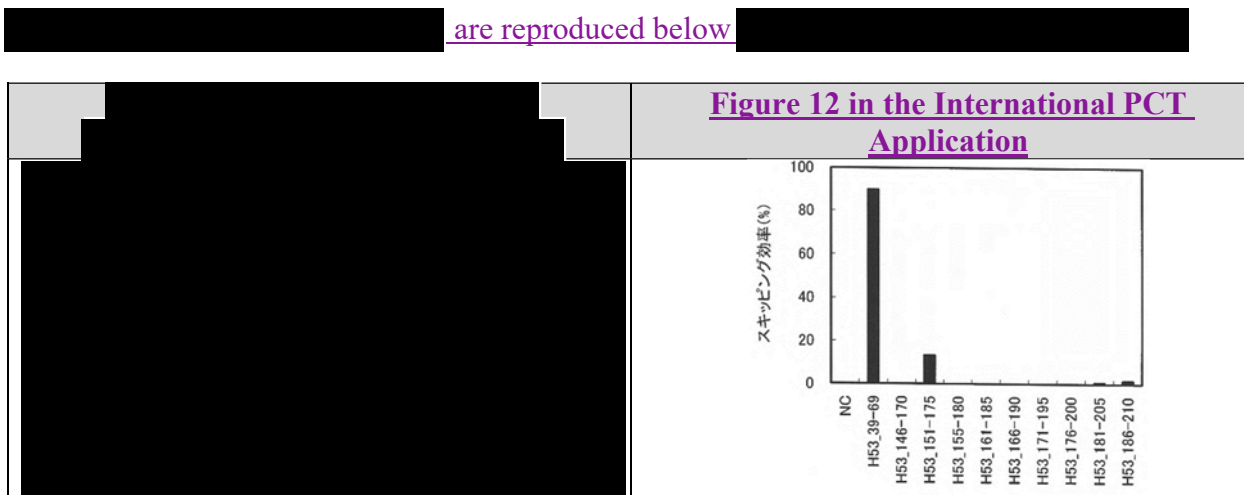 are reproduced below
Figure 12 in the International PCT
Application
100
80
60
40
20
0
スキッピング効率(%)
NC
H53_39-69
H53_146-170
H53_151-175
H53_155-180
H53_161-185
H53_166-190
H53_171-195
H53_176-200
H53_181-205
H53_186-210